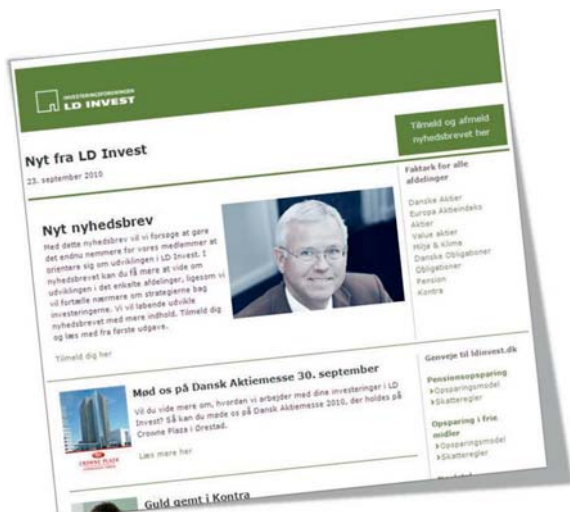 INVESTERINGSFORENINGEN
LD INVEST
Tilmeld og afmeld
nyhedsbrevet her
Nyt fra LD Invest
23. september 2010
Nyt nyhedsbrev
Med dette nyhedsbrev vil vi forsøge at gøre
det endnu nemmere for vores medlemmer at
orientere sig om udviklingen i LD Invest. I
nyhedsbrevet kan du få mere at vide om
udviklingen i det enkelte afdelinger, ligesom vi
vil fortælle nærmere om strategierne bag
investeringerne. Vi vil løbende udvikle
nyhedsbrevet med mere indhold. Tilmeld dig
og læs med fra første udgave.
Tilmeld dig her
Faktark for alle
afdelinger
Danske Aktier
Europa Aktieindeks
Aktier
Value aktier
Miljø & Klima
Danske Obligationer
Obligationer
Pension
Kontra
Mød os på Dansk Aktiemesse 30. september
Vil du vide mere om, hvordan vi arbejder med dine investeringer i LD
Invest? Så kan du møde os på Dansk Aktiemesse 2010, der holdes på
Crowne Plaza i Ørestad.
Læs mere her
CROWNE PLAZA
Genveje til ldinvest.dk
Pensionsopsparing
Opsparingsmodel
Skatteregler
Opsparing i frie
midler
Opsparingsmodel
Skatteregler
Guld gemt i Kontra